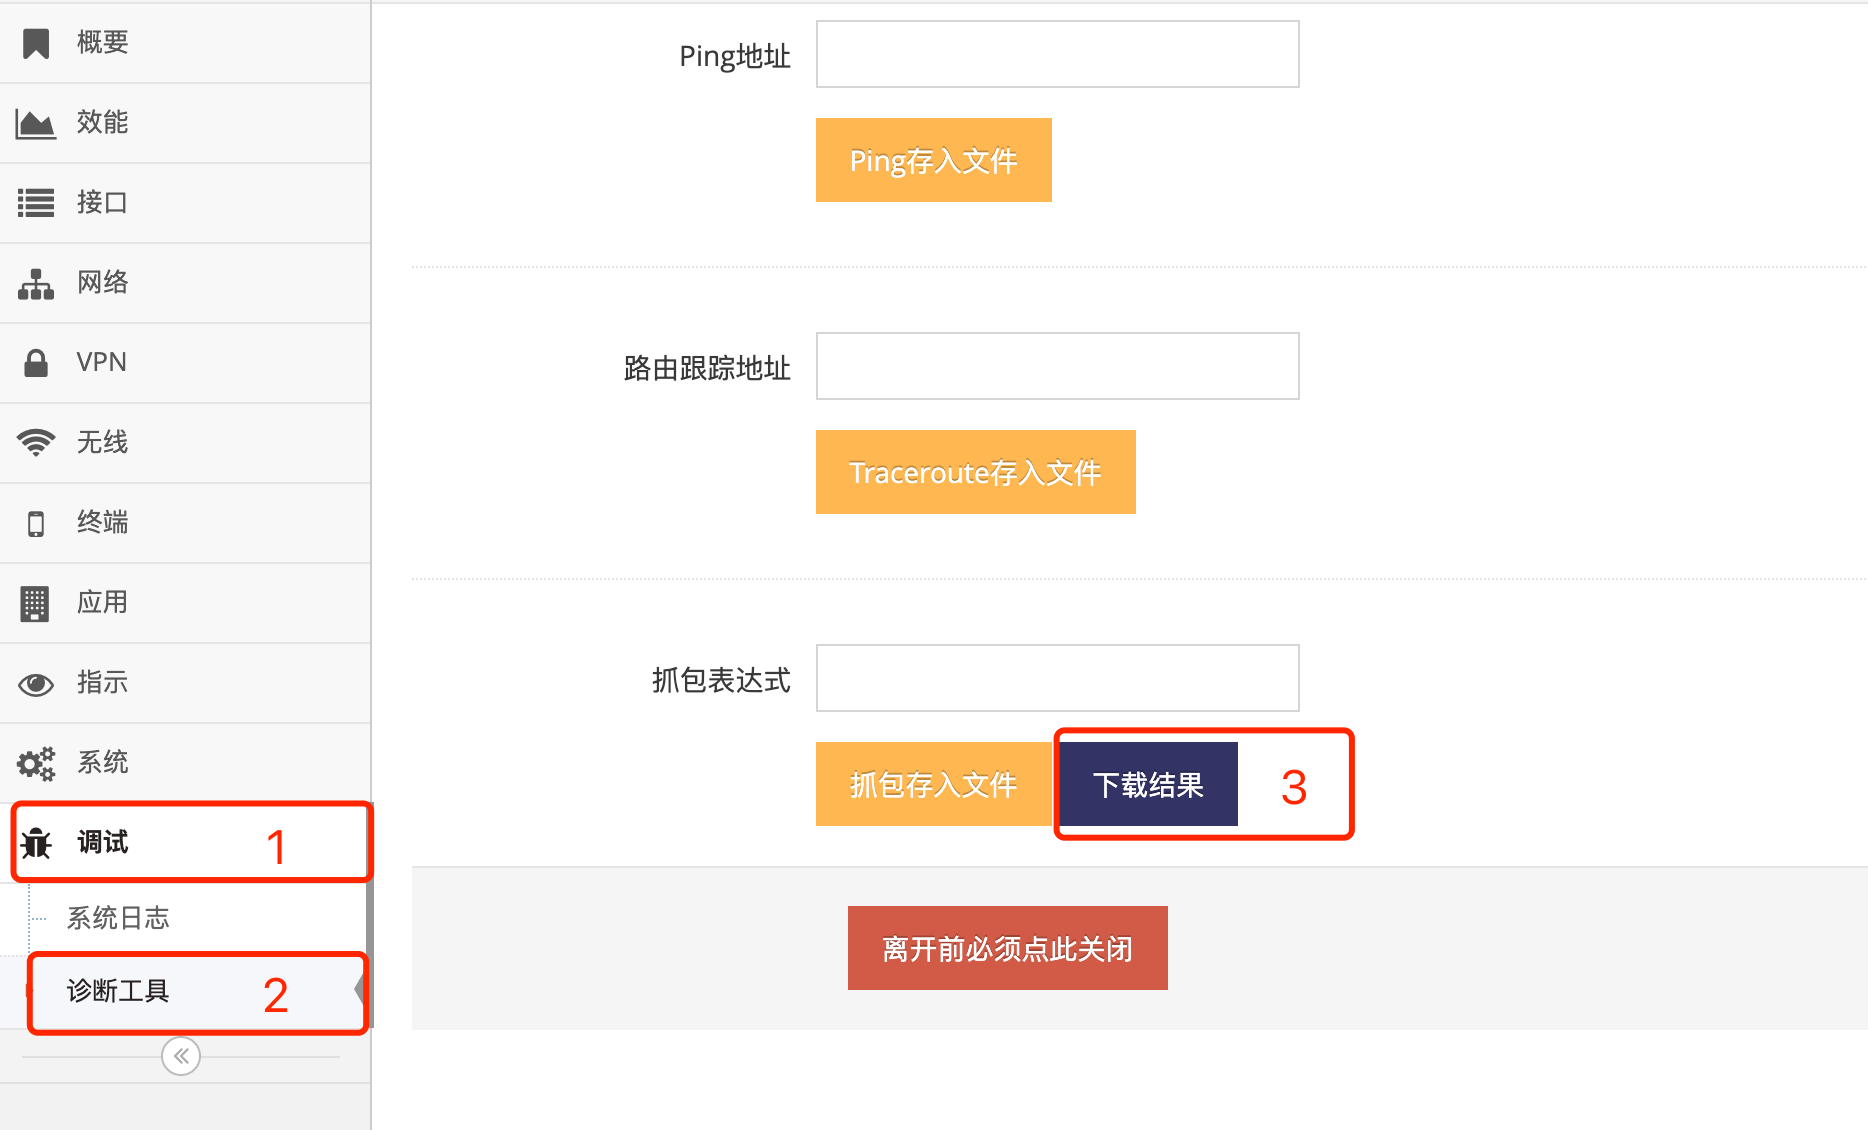 概要
效能
接口
网络
VPN
无线
终端
应用
指示
系统
调试 1
系统日志
诊断工具 2
Ping地址
Ping存入文件
路由跟踪地址
Traceroute存入文件
抓包表达式
抓包存入文件 下载结果 3
离开前必须点此关闭